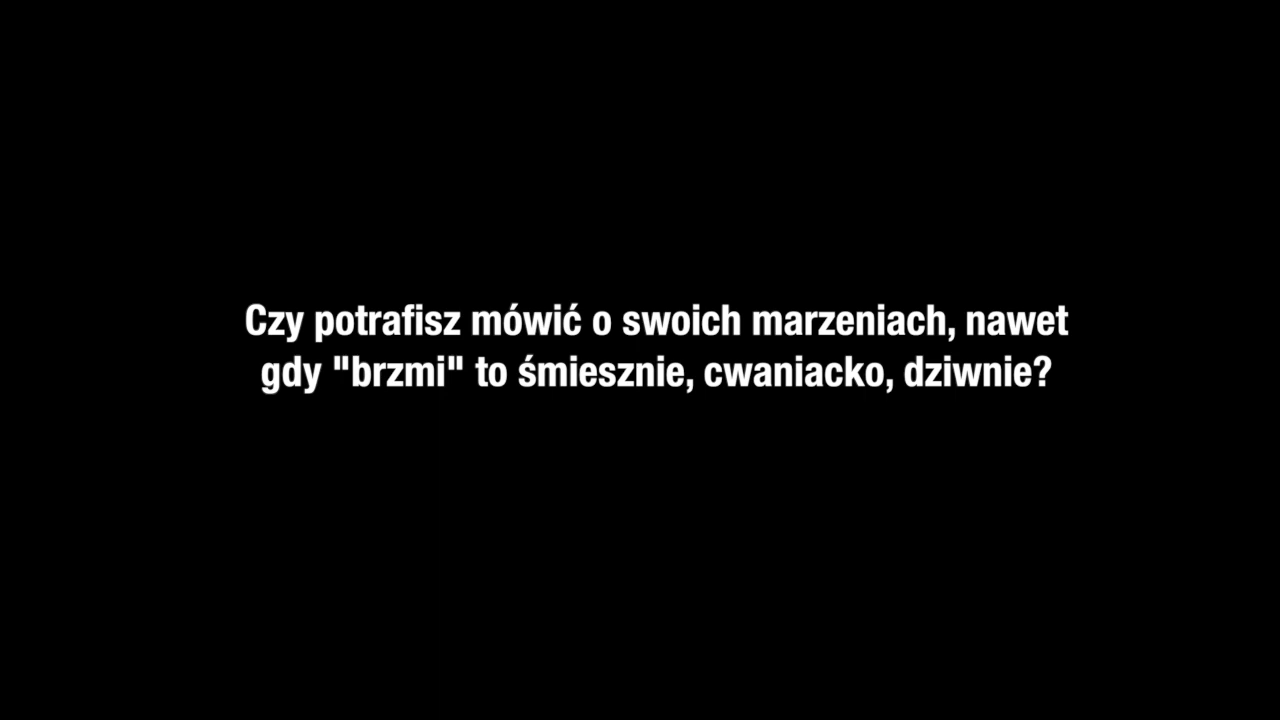 Czy potrafisz mówić o swoich marzeniach, nawet
gdy "brzmi" to śmiesznie, cwaniacko, dziwnie?